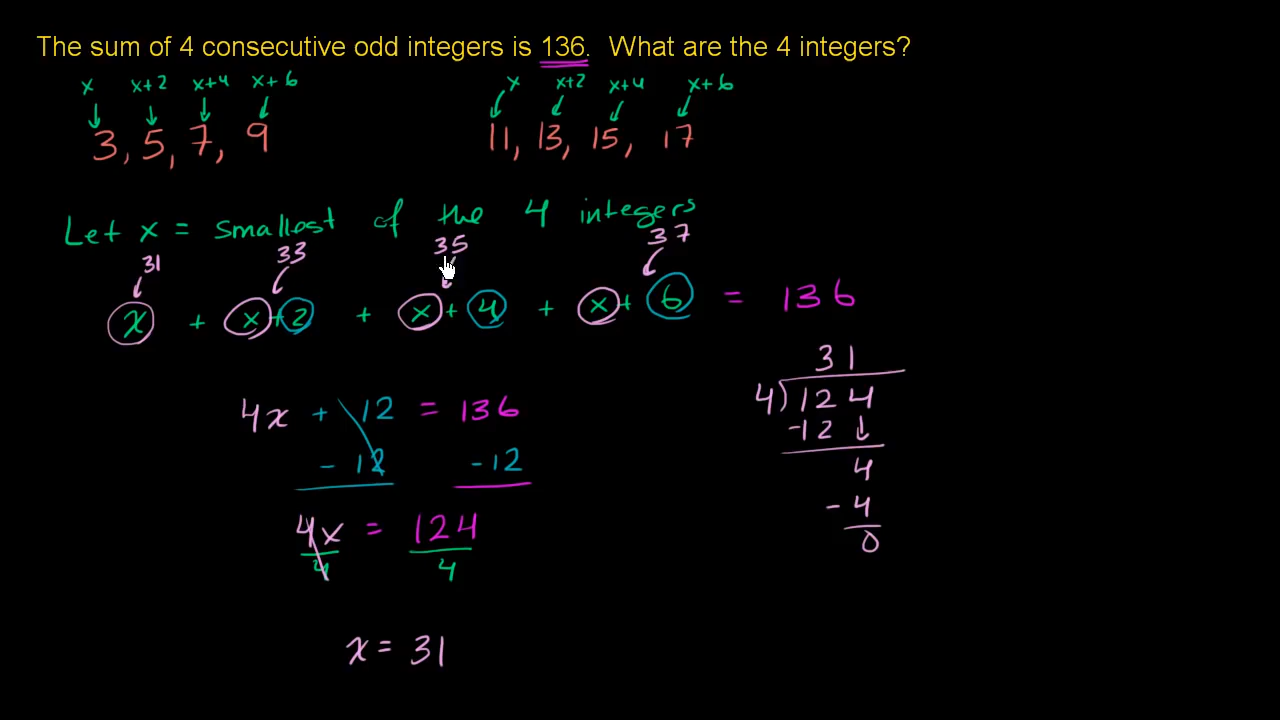 The sum of 4 consecutive odd integers is 136. What are the 4 integers?
x x+2 x+4 x+6 x x+2 x+4 x+6
3, 5, 7, 9 11, 13, 15, 17
Let x = smallest of the 4 integers
31 33 35 37
x + x+2 + x+4 + x+6 = 136
31
4)124
4x + 12 = 136
-12 ↓
- 12 -12
4
- 4
4x = 124
0
4 4
x = 31